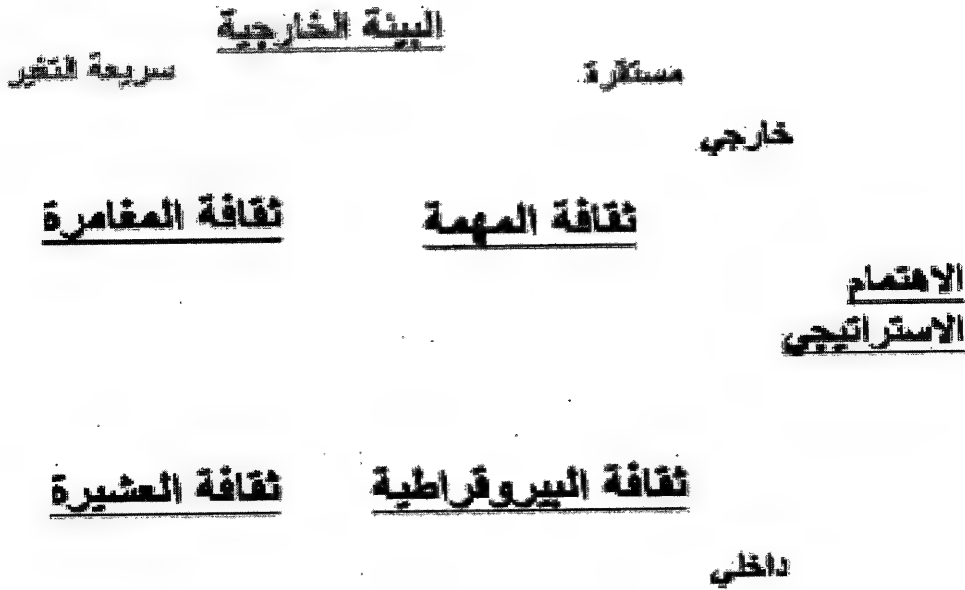 البيئة الخارجية
مستقرة
سريعة التغير
خارجي
ثقافة المهمة
ثقافة المغامرة
الاهتمام
الاستراتيجي
ثقافة البيروقراطية
ثقافة العشيرة
داخلي